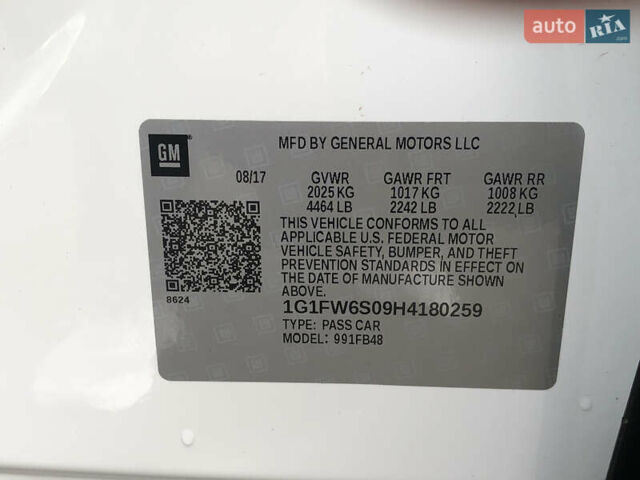 auto RIA.com
GM
MFD BY GENERAL MOTORS LLC
08/17 GVWR GAWR FRT GAWR RR
2025 KG 1017 KG 1008 KG
4464 LB 2242 LB 2222 LB
THIS VEHICLE CONFORMS TO ALL
APPLICABLE U.S. FEDERAL MOTOR
VEHICLE SAFETY, BUMPER, AND THEFT
PREVENTION STANDARDS IN EFFECT ON
THE DATE OF MANUFACTURE SHOWN
ABOVE.
8624
1G1FW6S09H4180259
TYPE: PASS CAR
MODEL: 991FB48